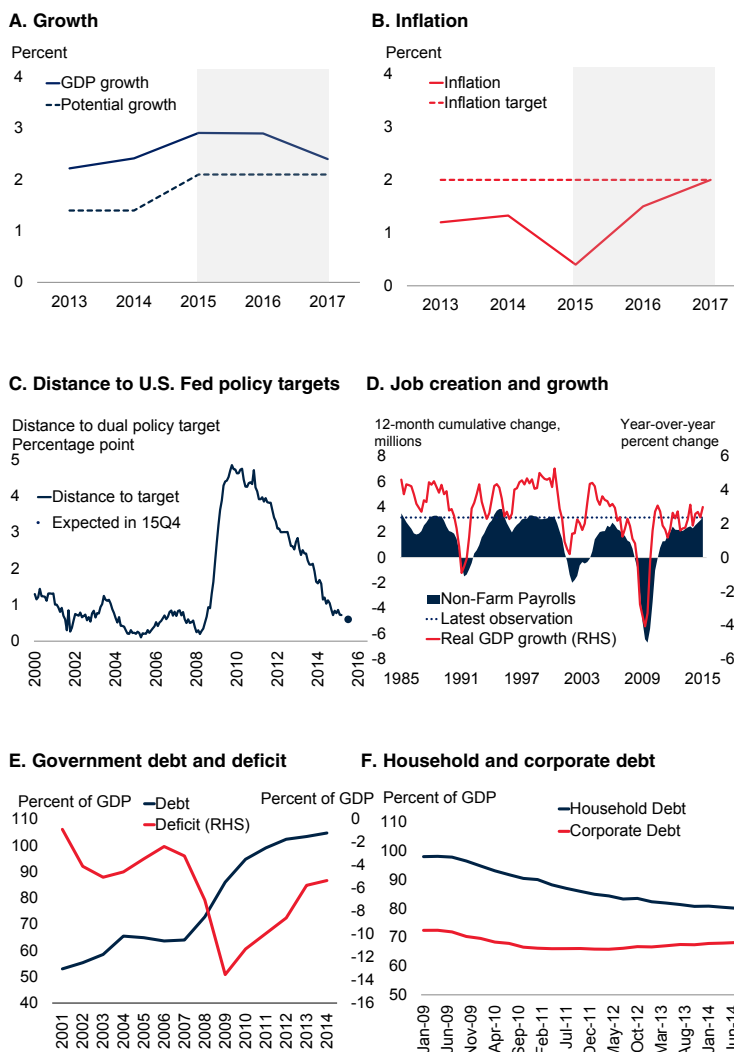 A. Growth
Percent
4
GDP growth
Potential growth
3
2
1
0
2013 2014 2015 2016 2017
B. Inflation
Percent
4
Inflation
Inflation target
3
2
1
0
2013 2014 2015 2016 2017
C. Distance to U.S. Fed policy targets
Distance to dual policy target
Percentage point
5
4
Distance to target
Expected in 15Q4
3
2
1
0
2000 2002 2004 2006 2008 2010 2012 2014 2016
D. Job creation and growth
12-month cumulative change,
millions
Year-over-year
percent change
8 6
6 4
4 2
2 0
0 -2
-2 -4
-4 -6
-6
-8
Non-Farm Payrolls
Latest observation
Real GDP growth (RHS)
1985 1991 1997 2003 2009 2015
E. Government debt and deficit
Percent of GDP
Percent of GDP
Debt
Deficit (RHS)
110 0
100 -2
90 -4
80 -6
70 -8
60 -10
50 -12
40 -14
-16
2001 2002 2003 2004 2005 2006 2007 2008 2009 2010 2011 2012 2013 2014
F. Household and corporate debt
Percent of GDP
Household Debt
Corporate Debt
110
100
90
80
70
60
50
Jan-09 Jun-09 Nov-09 Apr-10 Sep-10 Feb-11 Jul-11 Dec-11 May-12 Oct-12 Mar-13 Aug-13 Jan-14 Jun-14